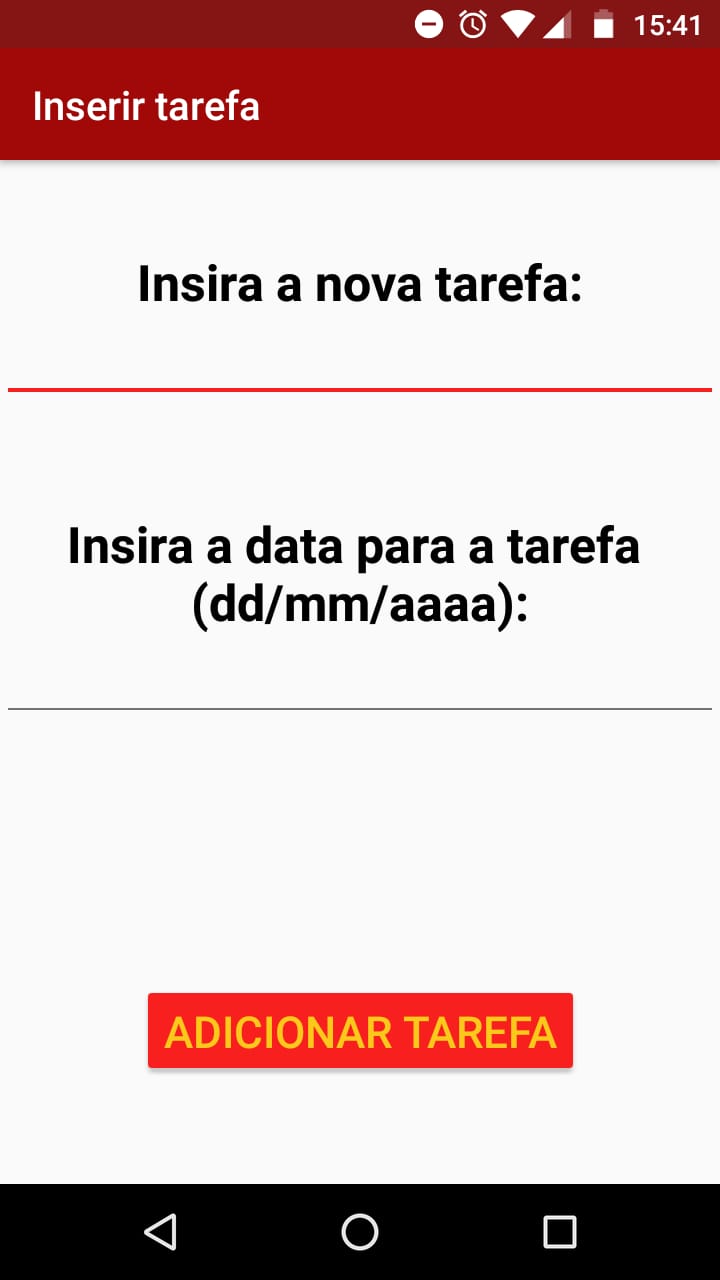 15:41
Inserir tarefa
Insira a nova tarefa:
Insira a data para a tarefa
(dd/mm/aaaa):
ADICIONAR TAREFA